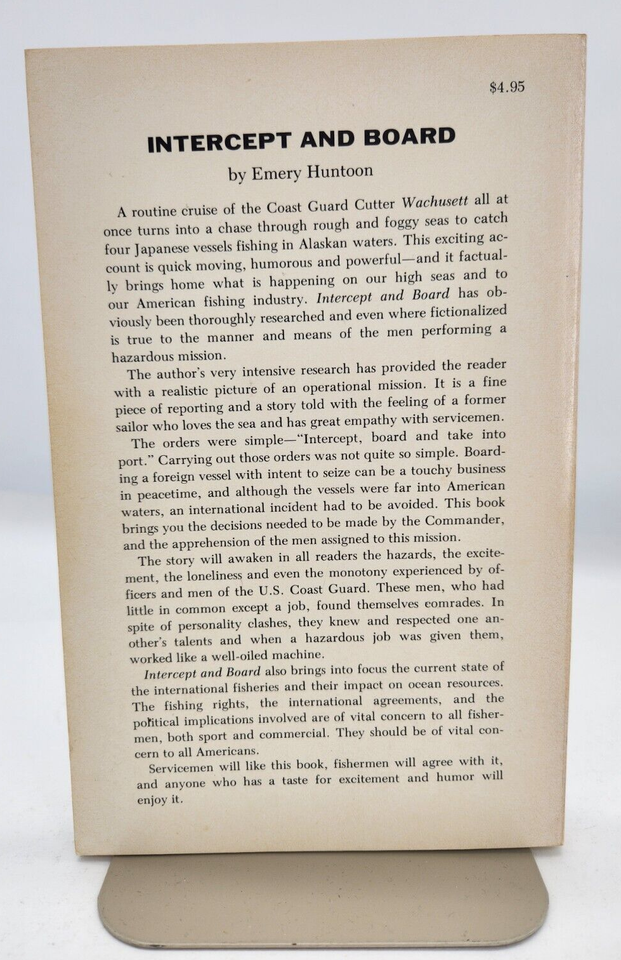 $4.95
INTERCEPT AND BOARD
by Emery Huntoon
A routine cruise of the Coast Guard Cutter Wachusett all at
once turns into a chase through rough and foggy seas to catch
four Japanese vessels fishing in Alaskan waters. This exciting ac-
count is quick moving, humorous and powerful—and it factual-
ly brings home what is happening on our high seas and to
our American fishing industry. Intercept and Board has ob-
viously been thoroughly researched and even where fictionalized
is true to the manner and means of the men performing a
hazardous mission.
The author's very intensive research has provided the reader
with a realistic picture of an operational mission. It is a fine
piece of reporting and a story told with the feeling of a former
sailor who loves the sea and has great empathy with servicemen.
The orders were simple—"Intercept, board and take into
port." Carrying out those orders was not quite so simple. Board-
ing a foreign vessel with intent to seize can be a touchy business
in peacetime, and although the vessels were far into American
waters, an international incident had to be avoided. This book
brings you the decisions needed to be made by the Commander,
and the apprehension of the men assigned to this mission.
The story will awaken in all readers the hazards, the excite-
ment, the loneliness and even the monotony experienced by of-
ficers and men of the U.S. Coast Guard. These men, who had
little in common except a job, found themselves comrades. In
spite of personality clashes, they knew and respected one an-
other's talents and when a hazardous job was given them,
worked like a well-oiled machine.
Intercept and Board also brings into focus the current state of
the international fisheries and their impact on ocean resources.
The fishing rights, the international agreements, and the
political implications involved are of vital concern to all fisher-
men, both sport and commercial. They should be of vital con-
cern to all Americans.
Servicemen will like this book, fishermen will agree with it,
and anyone who has a taste for excitement and humor will
enjoy it.